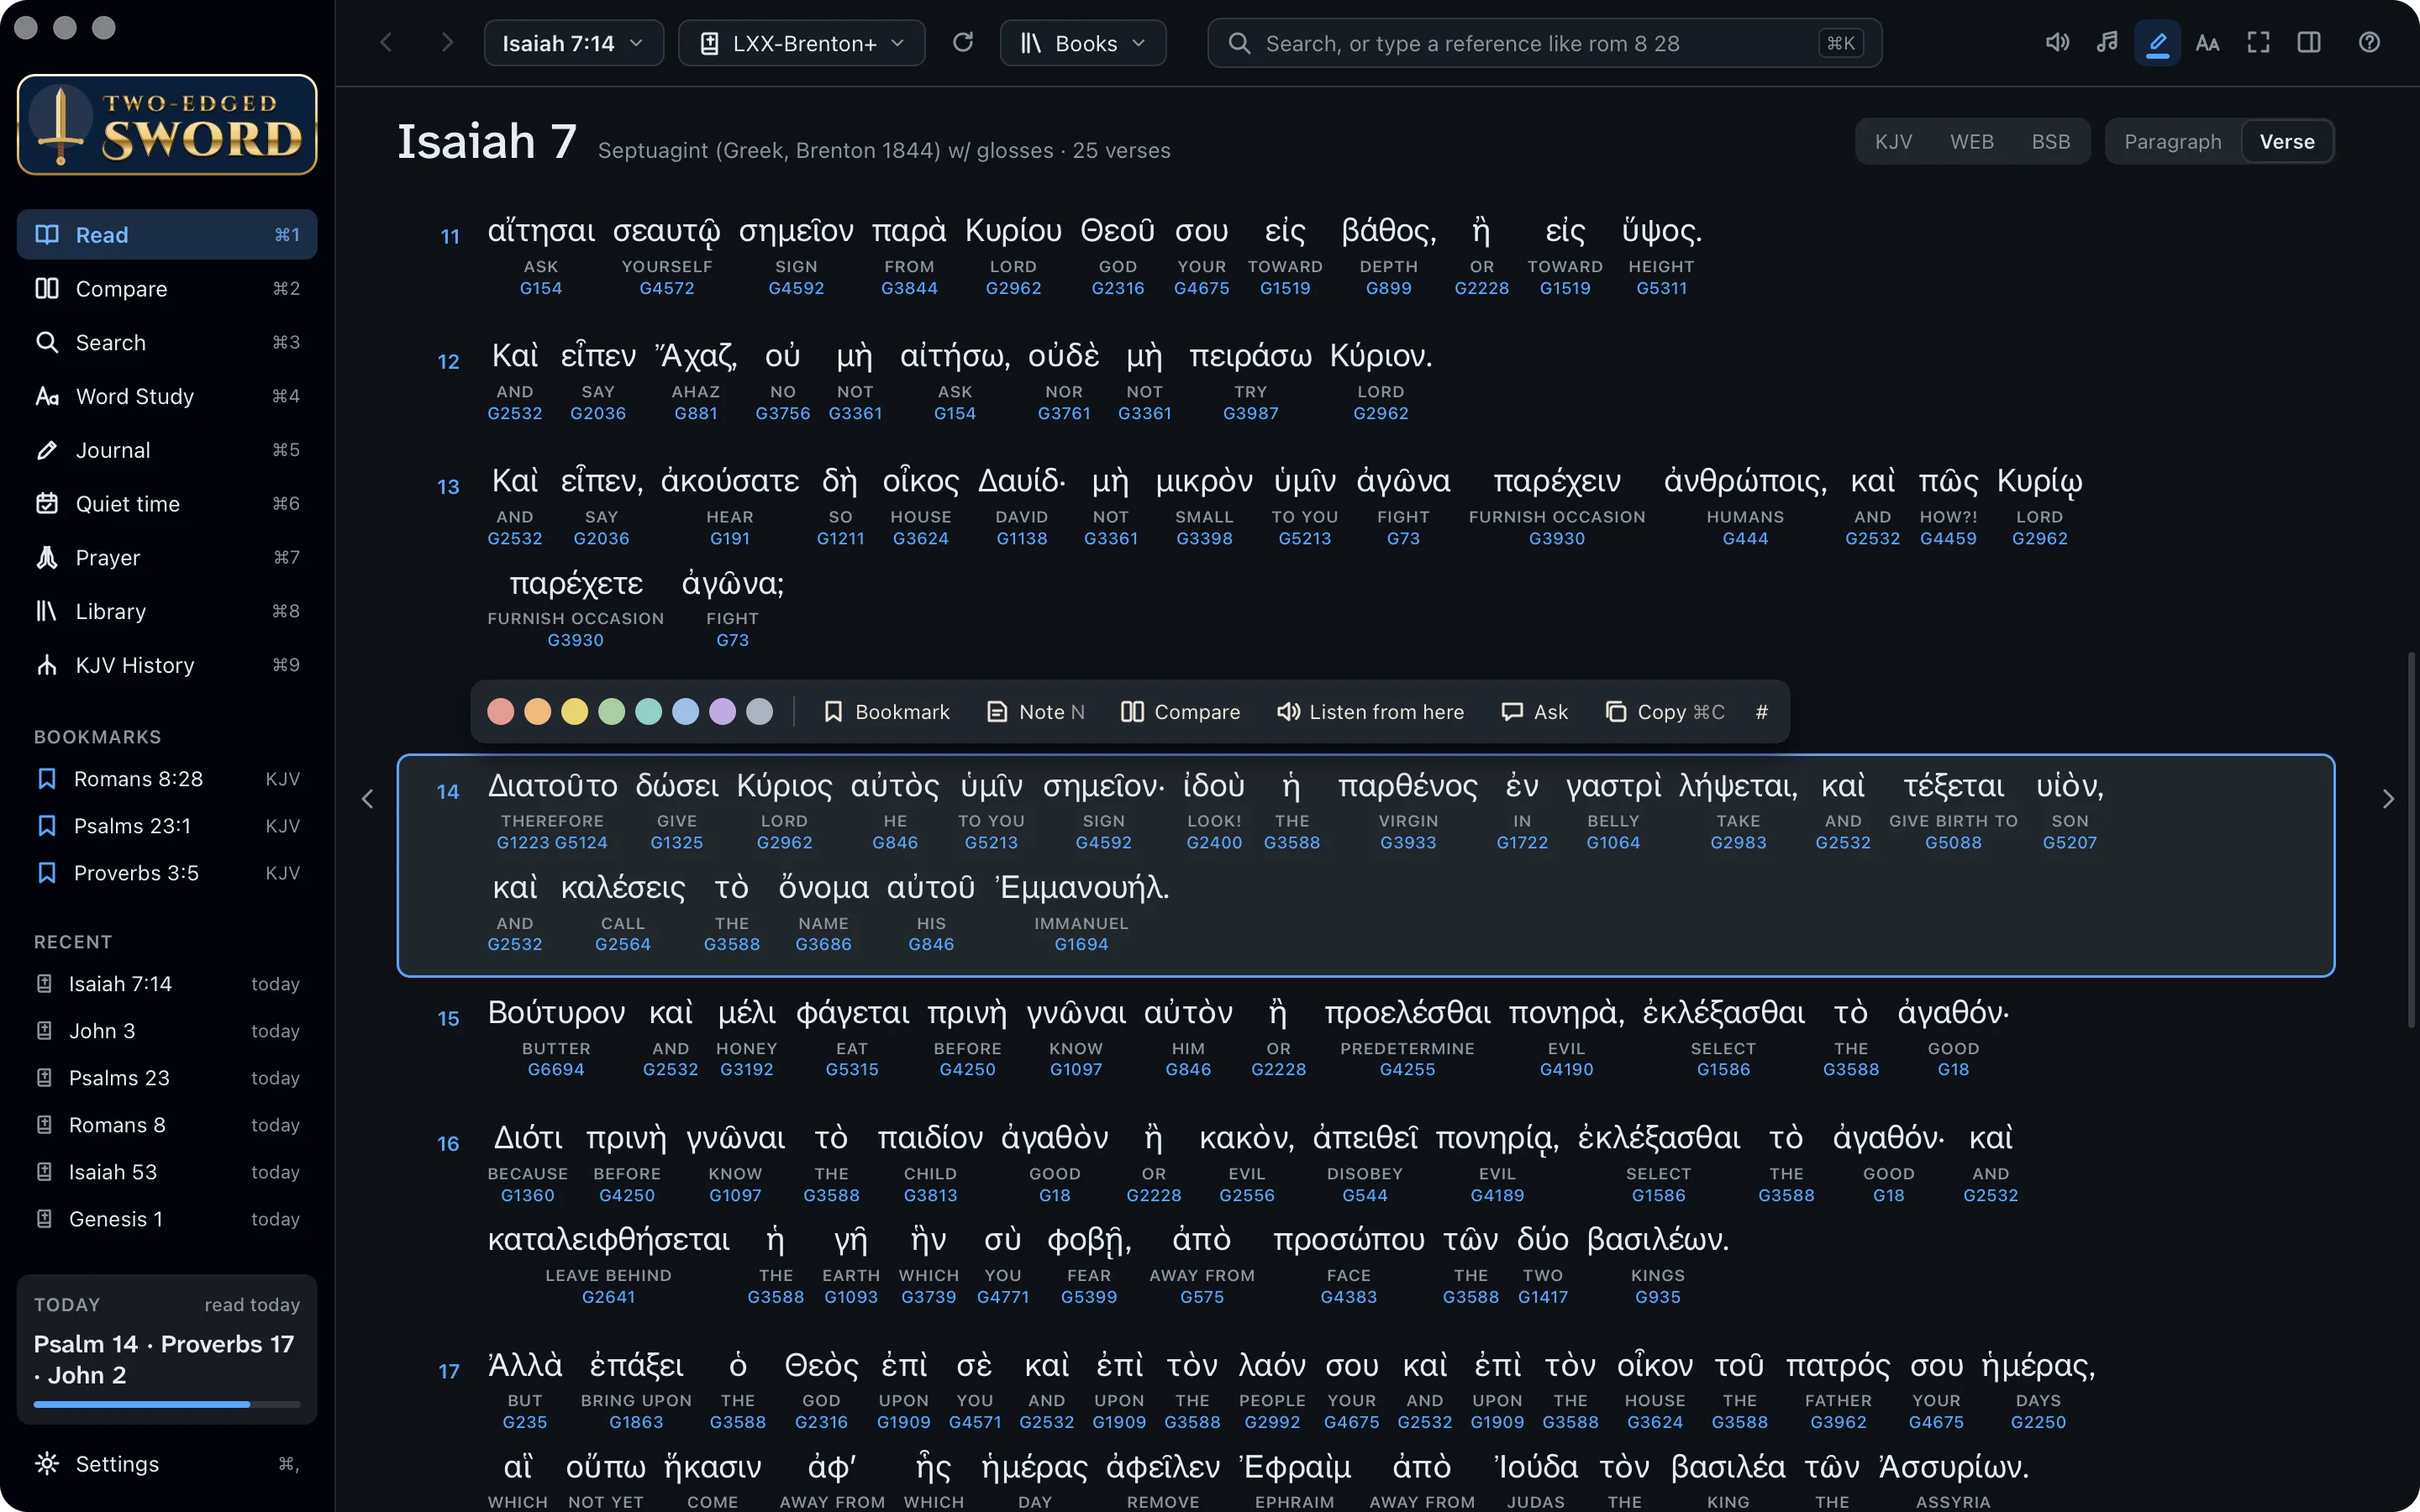 Isaiah 7:14
LXX-Brenton+
Books
Search, or type a reference like rom 8 28
⌘K
TWO-EDGED
SWORD
Read ⌘1
Compare ⌘2
Search ⌘3
Word Study ⌘4
Journal ⌘5
Quiet time ⌘6
Prayer ⌘7
Library ⌘8
KJV History ⌘9
BOOKMARKS
Romans 8:28 KJV
Psalms 23:1 KJV
Proverbs 3:5 KJV
RECENT
Isaiah 7:14 today
John 3 today
Psalms 23 today
Romans 8 today
Isaiah 53 today
Genesis 1 today
TODAY read today
Psalm 14 · Proverbs 17
· John 2
Settings ⌘,
Isaiah 7 Septuagint (Greek, Brenton 1844) w/ glosses · 25 verses
KJV WEB BSB Paragraph Verse
11 αἴτησαι σεαυτῷ σημεῖον παρὰ Κυρίου Θεοῦ σου εἰς βάθος, ἢ εἰς ὕψος.
ASK YOURSELF SIGN FROM LORD GOD YOUR TOWARD DEPTH OR TOWARD HEIGHT
G154 G4572 G4592 G3844 G2962 G2316 G4675 G1519 G899 G2228 G1519 G5311
12 Καὶ εἶπεν Ἄχαζ, οὐ μὴ αἰτήσω, οὐδὲ μὴ πειράσω Κύριον.
AND SAY AHAZ NO NOT ASK NOR NOT TRY LORD
G2532 G2036 G881 G3756 G3361 G154 G3761 G3361 G3987 G2962
13 Καὶ εἶπεν, ἀκούσατε δὴ οἶκος Δαυίδ· μὴ μικρὸν ὑμῖν ἀγῶνα παρέχειν ἀνθρώποις, καὶ πῶς Κυρίῳ
AND SAY HEAR SO HOUSE DAVID NOT SMALL TO YOU FIGHT FURNISH OCCASION HUMANS AND HOW?! LORD
G2532 G2036 G191 G1211 G3624 G1138 G3361 G3398 G5213 G73 G3930 G444 G2532 G4459 G2962
παρέχετε ἀγῶνα;
FURNISH OCCASION FIGHT
G3930 G73
Bookmark Note N Compare Listen from here Ask Copy ⌘C #
14 Διατοῦτο δώσει Κύριος αὐτὸς ὑμῖν σημεῖον· ἰδοὺ ἡ παρθένος ἐν γαστρὶ λήψεται, καὶ τέξεται υἱὸν,
THEREFORE GIVE LORD HE TO YOU SIGN LOOK! THE VIRGIN IN BELLY TAKE AND GIVE BIRTH TO SON
G1223 G5124 G1325 G2962 G846 G5213 G4592 G2400 G3588 G3933 G1722 G1064 G2983 G2532 G5088 G5207
καὶ καλέσεις τὸ ὄνομα αὐτοῦ Ἐμμανουήλ.
AND CALL THE NAME HIS IMMANUEL
G2532 G2564 G3588 G3686 G846 G1694
15 Βούτυρον καὶ μέλι φάγεται πρινὴ γνῶναι αὐτὸν ἢ προελέσθαι πονηρὰ, ἐκλέξασθαι τὸ ἀγαθόν·
BUTTER AND HONEY EAT BEFORE KNOW HIM OR PREDETERMINE EVIL SELECT THE GOOD
G6694 G2532 G3192 G5315 G4250 G1097 G846 G2228 G4255 G4190 G1586 G3588 G18
16 Διότι πρινὴ γνῶναι τὸ παιδίον ἀγαθὸν ἢ κακὸν, ἀπειθεῖ πονηρίᾳ, ἐκλέξασθαι τὸ ἀγαθόν· καὶ
BECAUSE BEFORE KNOW THE CHILD GOOD OR EVIL DISOBEY EVIL SELECT THE GOOD AND
G1360 G4250 G1097 G3588 G3813 G18 G2228 G2556 G544 G4189 G1586 G3588 G18 G2532
καταλειφθήσεται ἡ γῆ ἣν σὺ φοβῇ, ἀπὸ προσώπου τῶν δύο βασιλέων.
LEAVE BEHIND THE EARTH WHICH YOU FEAR AWAY FROM FACE THE TWO KINGS
G2641 G3588 G1093 G3739 G4771 G5399 G575 G4383 G3588 G1417 G935
17 Ἀλλὰ ἐπάξει ὁ Θεὸς ἐπὶ σὲ καὶ ἐπὶ τὸν λαόν σου καὶ ἐπὶ τὸν οἶκον τοῦ πατρός σου ἡμέρας,
BUT BRING UPON THE GOD UPON YOU AND UPON THE PEOPLE YOUR AND UPON THE HOUSE THE FATHER YOUR DAYS
G235 G1863 G3588 G2316 G1909 G4571 G2532 G1909 G3588 G2992 G4675 G2532 G1909 G3588 G3624 G3588 G3962 G4675 G2250
αἳ οὔπω ἥκασιν ἀφʼ ἧς ἡμέρας ἀφεῖλεν Ἐφραὶμ ἀπὸ Ἰούδα τὸν βασιλέα τῶν Ἀσσυρίων.
WHICH NOT YET COME AWAY FROM WHICH DAY REMOVE EPHRAIM AWAY FROM JUDAS THE KING THE ASSYRIA